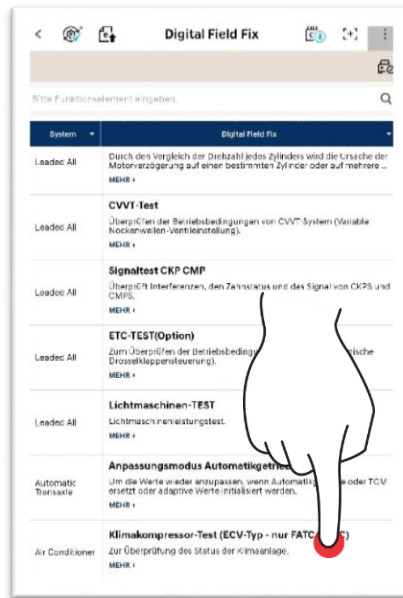 Digital Field Fix
Bitte Funktionselement eingeben.
System
Digital Field Fix
Leaded All
Durch den Vergleich der Drehzahl jedes Zylinders wird die Ursache der
Motorverzögerung auf einen bestimmten Zylinder oder auf mehrere ...
MEHR
CVVT-Test
Leaded All
Überprüfen der Betriebsbedingungen von CVVT-System (Variable
Nockenwellen-Ventileinstellung).
MEHR
Signaltest CKP CMP
Leaded All
Überprüft Interferenzen, den Zahnstatus und das Signal von CKPS und
CMPS.
MEHR
ETC-TEST(Option)
Leaded All
Zum Überprüfen der
Drosselklappensteuerung).
MEHR
Lichtmaschinen-TEST
Leaded All
Lichtmaschinenleistungstest.
MEHR
Anpassungsmodus
Automatic
Transaxle
Um die Werte wieder anzupassen, wenn oder TCM
ersetzt oder adaptive Werte initialisiert werden.
MEHR
Klimakompressor-Test (ECV-Typ - nur
Air Conditioner
Zur Überprüfung des Status der Klimaanlage.
MEHR